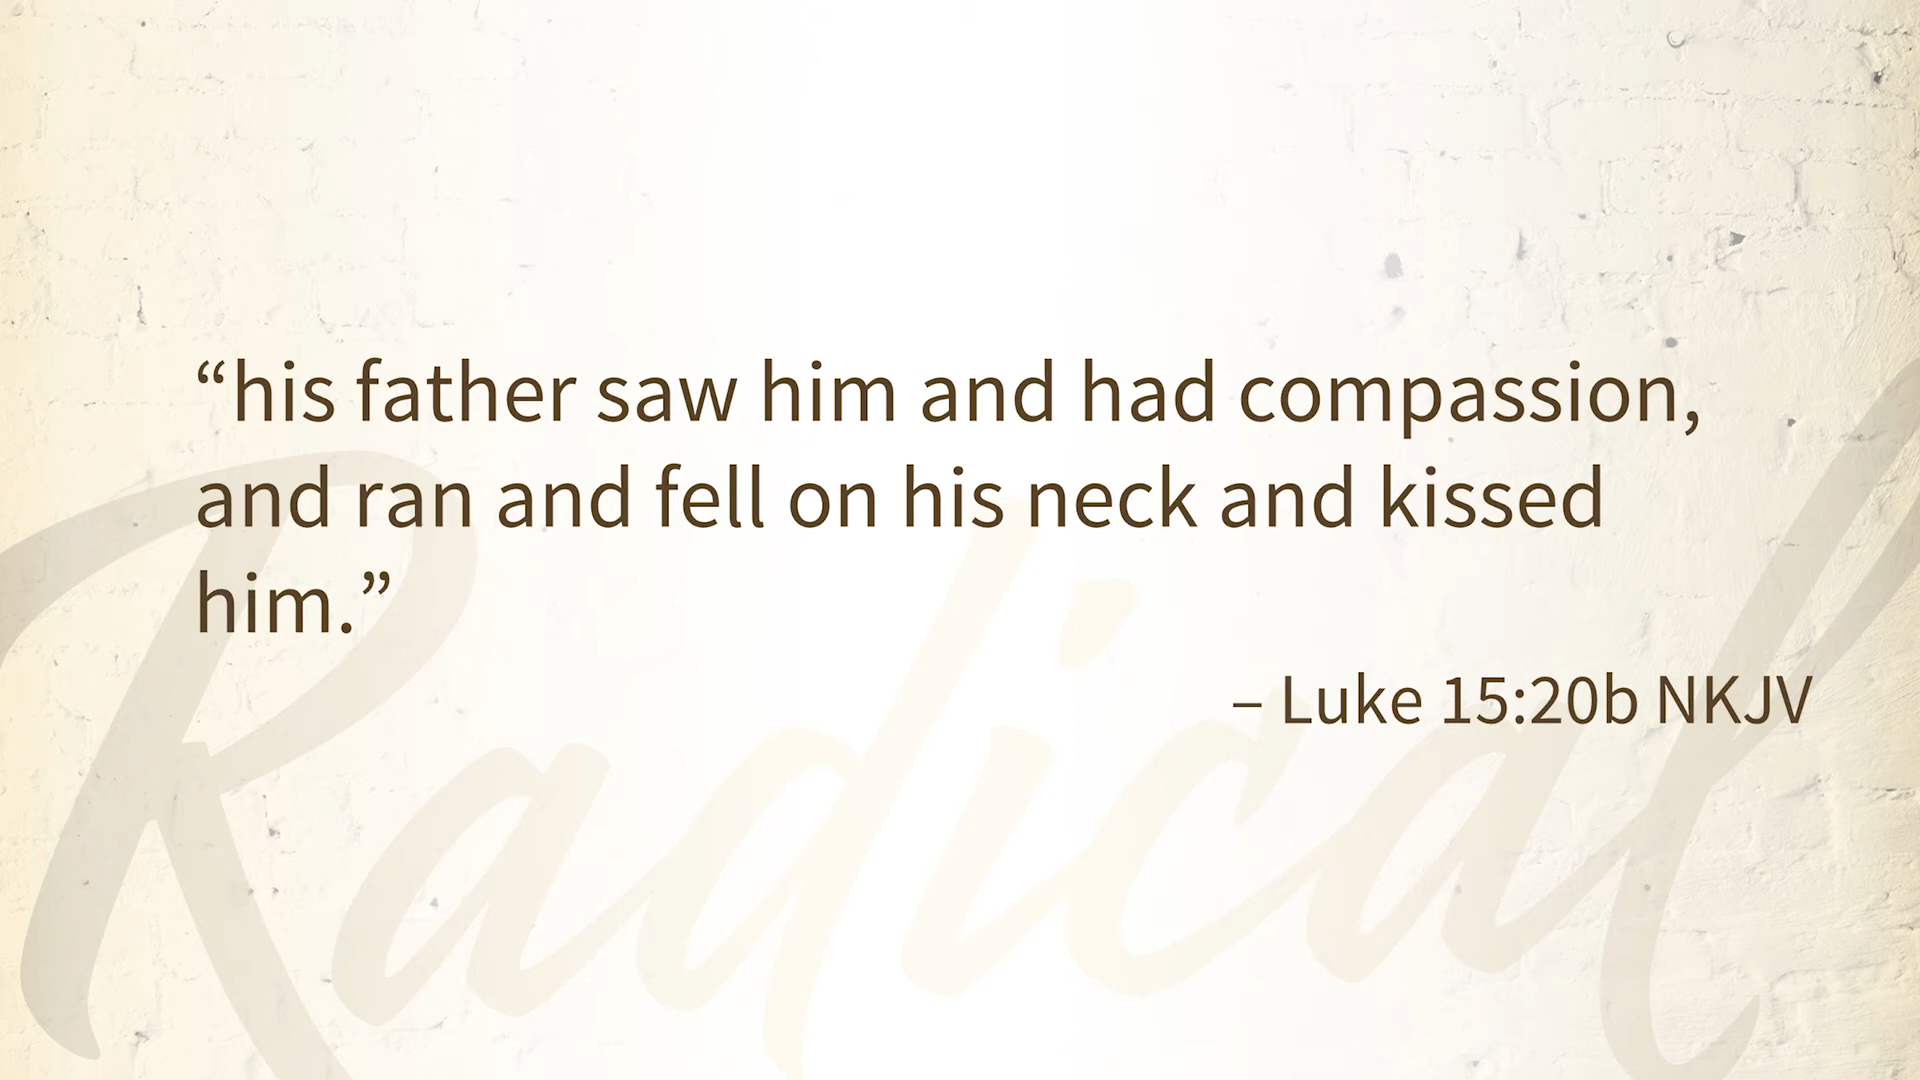 “his father saw him and had compassion,
and ran and fell on his neck and kissed
him.”
– Luke 15:20b NKJV
Radical